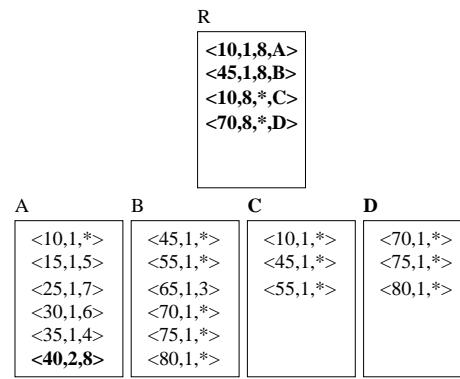 R
<10,1,8,A>
<45,1,8,B>
<10,8,*,C>
<70,8,*,D>
A
<10,1,*>
<15,1,5>
<25,1,7>
<30,1,6>
<35,1,4>
<40,2,8>
B
<45,1,*>
<55,1,*>
<65,1,3>
<70,1,*>
<75,1,*>
<80,1,*>
C
<10,1,*>
<45,1,*>
<55,1,*>
D
<70,1,*>
<75,1,*>
<80,1,*>